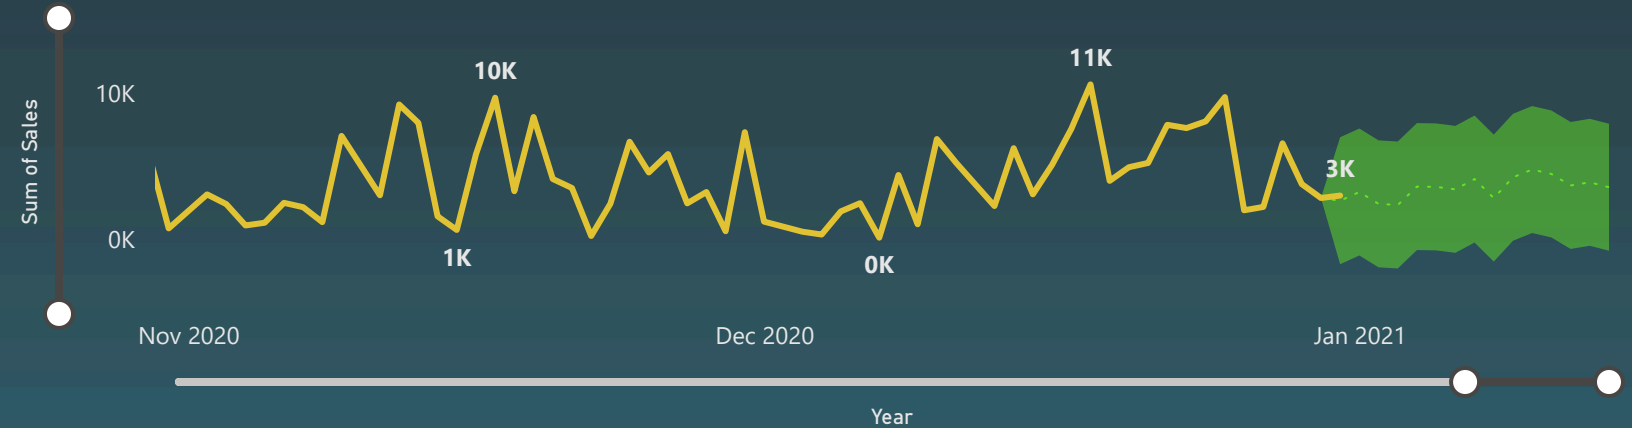 11K
10K
10K
3K
Sum of Sales
0K
1K
0K
Nov 2020
Dec 2020
Jan 2021
Year